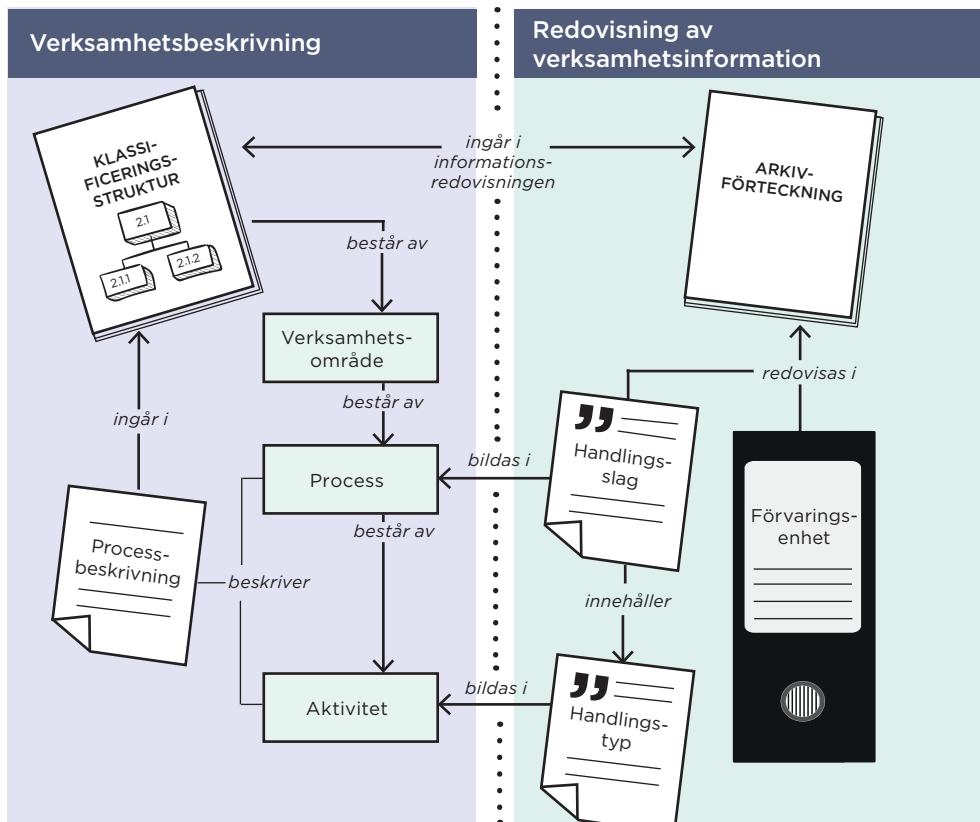 Verksamhetsbeskrivning
Redovisning av
verksamhetsinformation
KLASSI-
FICERINGS-
STRUKTUR
2.1
2.1.1
2.1.2
ingår i
informations-
redovisningen
ARKIV-
FÖRTECKNING
består av
Verksamhets-
område
består av
redovisas i
ingår i
Process
bildas i
”
Handlings-
slag
består av
Process-
beskrivning
beskriver
Förvarings-
enhet
innehåller
Aktivitet
bildas i
”
Handlings-
typ